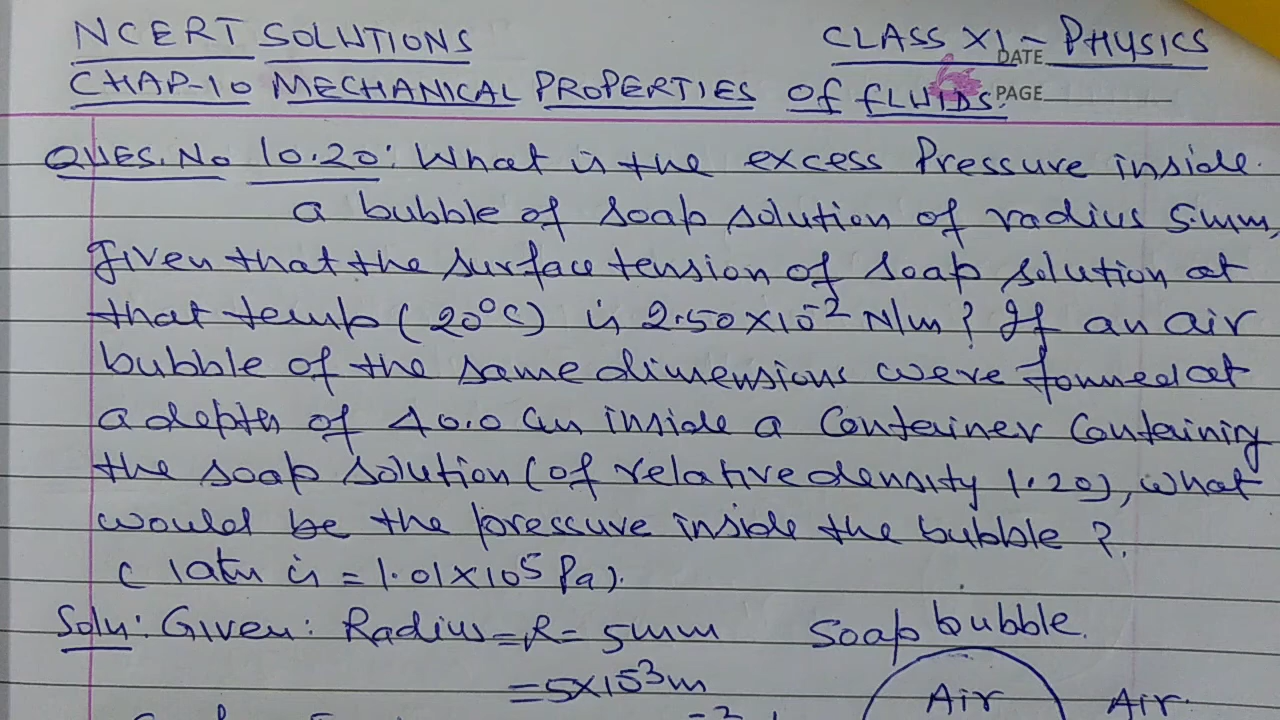 NCERT SOLUTIONS CLASS XI - PHYSICS
DATE
CHAP-10 MECHANICAL PROPERTIES OF FLUIDS.
PAGE
QUES. No 10.20: What is the excess Pressure inside
a bubble of soap solution of radius 5mm,
Given that the surface tension of soap solution at
that temp (20°C) is 2.50×10⁻² N/m? If an air
bubble of the same dimensions were formed at
a depth of 40.0 cm inside a Container Containing
the soap solution (of relative density 1.20), what
would be the pressure inside the bubble?
(1atm is = 1.01×10⁵ Pa).
Soln: Given: Radius = R = 5mm Soap bubble.
= 5×10⁻³m Air Air